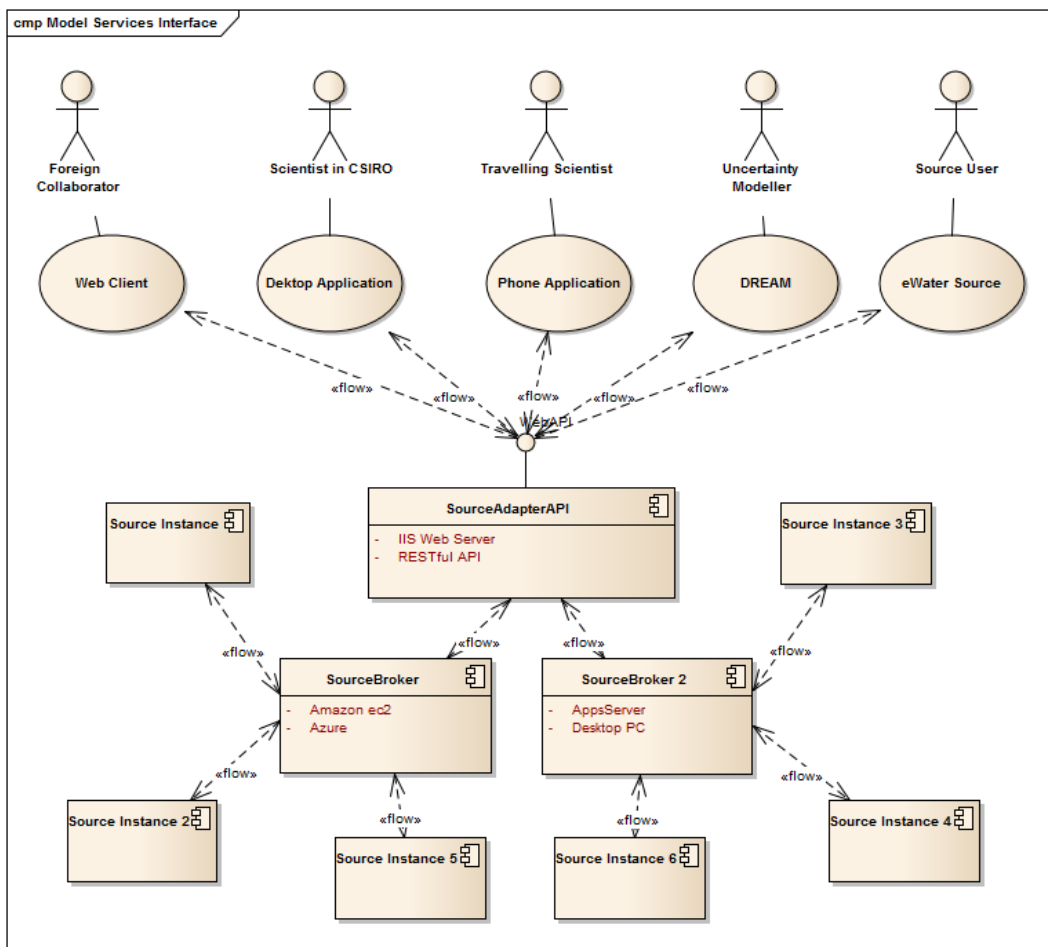 cmp Model Services Interface
Foreign
Collaborator
Scientist in CSIRO
Travelling Scientist
Uncertainty
Modeller
Source User
Web Client
Dektop Application
Phone Application
DREAM
eWater Source
«flow»
«flow»
«flow»
«flow»
«flow»
WebAPI
SourceAdapterAPI
- IIS Web Server
- RESTful API
Source Instance
Source Instance 3
«flow»
«flow»
«flow»
«flow»
SourceBroker
- Amazon ec2
- Azure
SourceBroker 2
- AppsServer
- Desktop PC
«flow»
«flow»
«flow»
«flow»
Source Instance 2
Source Instance 5
Source Instance 6
Source Instance 4